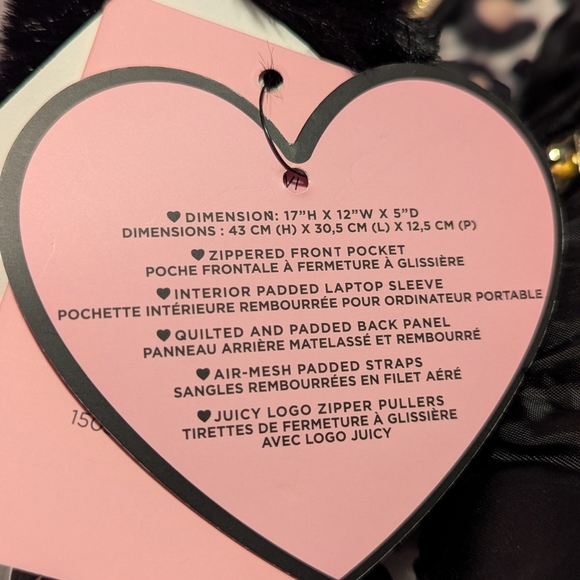 ♥ DIMENSION: 17"H X 12"W X 5"D
DIMENSIONS : 43 CM (H) X 30,5 CM (L) X 12,5 CM (P)
♥ ZIPPERED FRONT POCKET
POCHE FRONTALE À FERMETURE À GLISSIÈRE
♥ INTERIOR PADDED LAPTOP SLEEVE
POCHETTE INTÉRIEURE REMBOURRÉE POUR ORDINATEUR PORTABLE
♥ QUILTED AND PADDED BACK PANEL
PANNEAU ARRIÈRE MATELASSÉ ET REMBOURRÉ
♥ AIR-MESH PADDED STRAPS
SANGLES REMBOURRÉES EN FILET AÉRÉ
♥ JUICY LOGO ZIPPER PULLERS
TIRETTES DE FERMETURE À GLISSIÈRE
AVEC LOGO JUICY